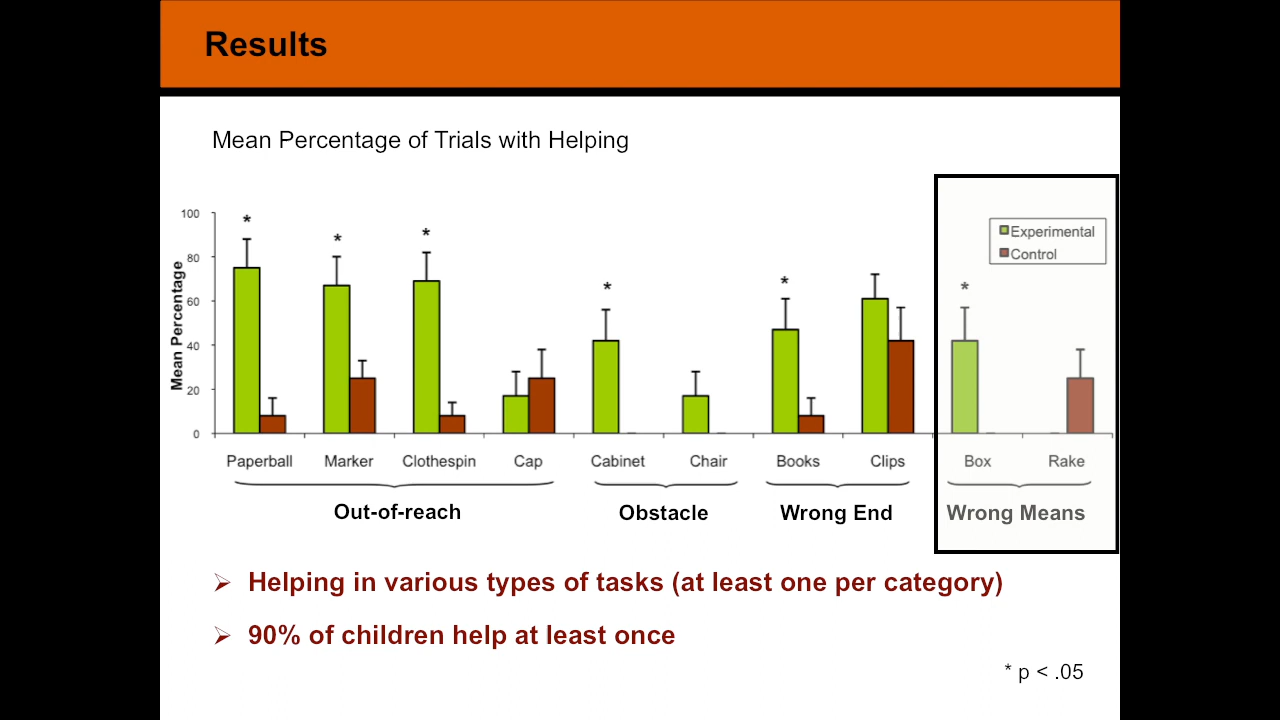 Results
Mean Percentage of Trials with Helping
Mean Percentage
100
80
60
40
20
0
*
*
*
*
*
*
Experimental
Control
Paperball Marker Clothespin Cap Cabinet Chair Books Clips Box Rake
Out-of-reach Obstacle Wrong End Wrong Means
➢ Helping in various types of tasks (at least one per category)
➢ 90% of children help at least once
* p < .05